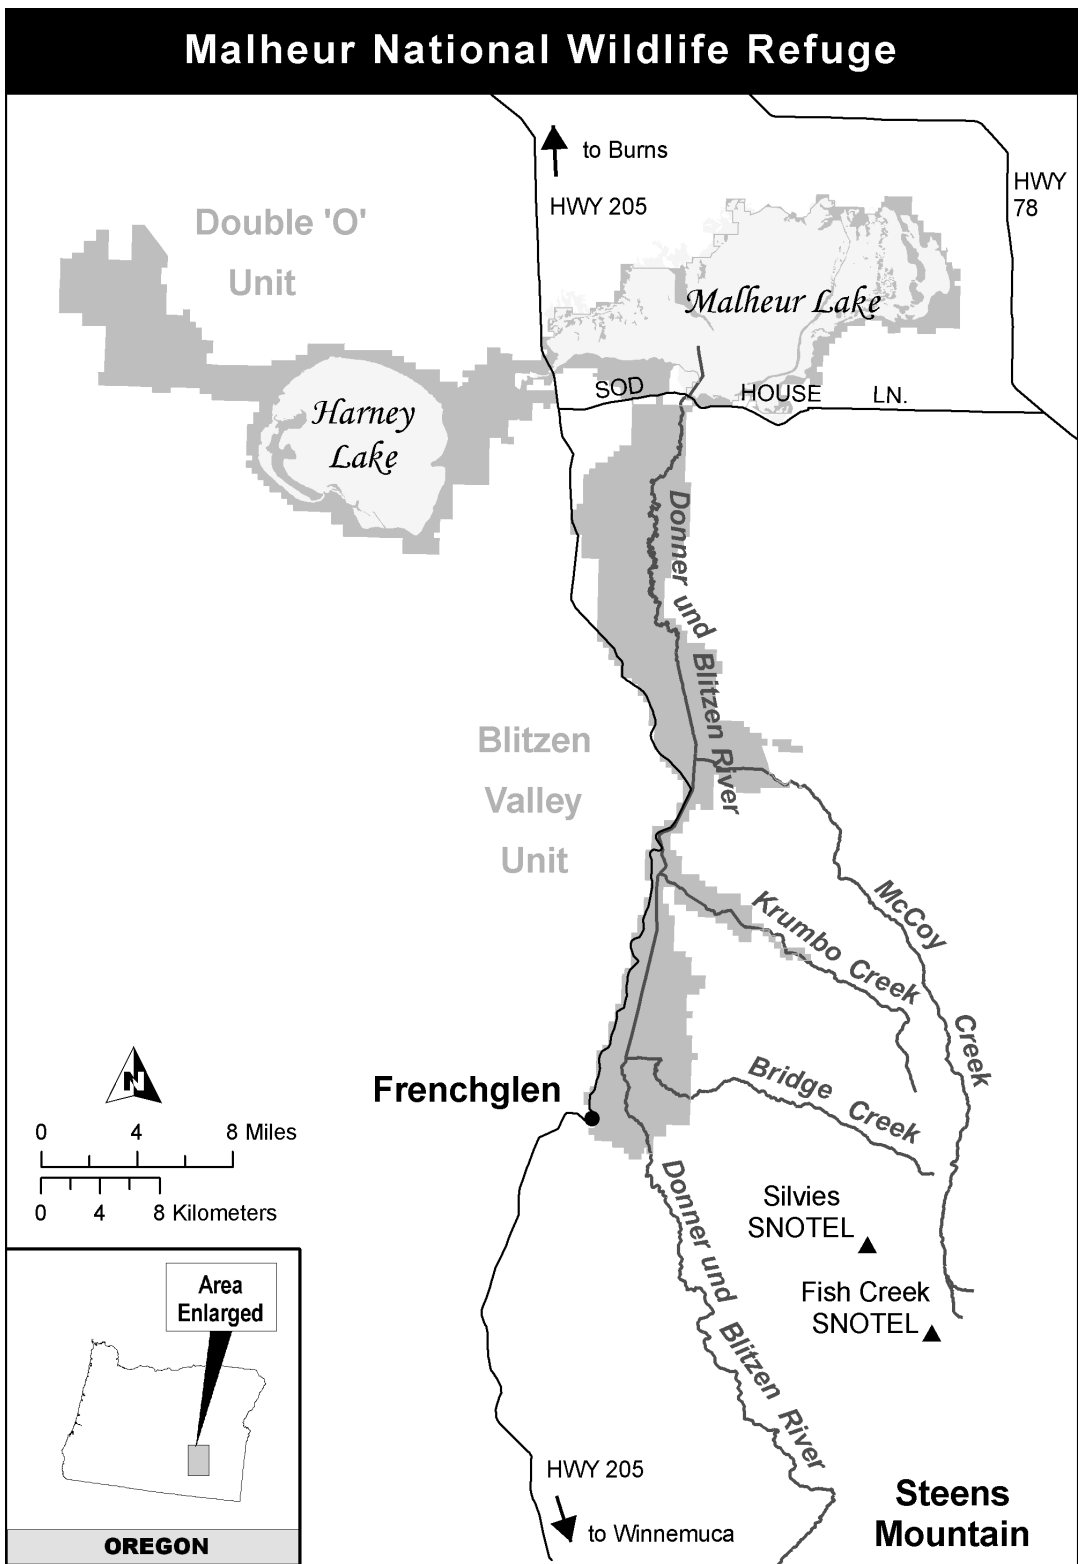 Malheur National Wildlife Refuge
to Burns
HWY 205
HWY
78
Double 'O'
Unit
Malheur Lake
SOD
HOUSE
LN.
Harney
Lake
Donner und Blitzen River
Blitzen
Valley
Unit
McCoy
Creek
Krumbo Creek
Bridge Creek
Frenchglen
N
0 4 8 Miles
0 4 8 Kilometers
Donner und Blitzen River
Silvies
SNOTEL
Fish Creek
SNOTEL
Area
Enlarged
HWY 205
to Winnemuca
Steens
Mountain
OREGON